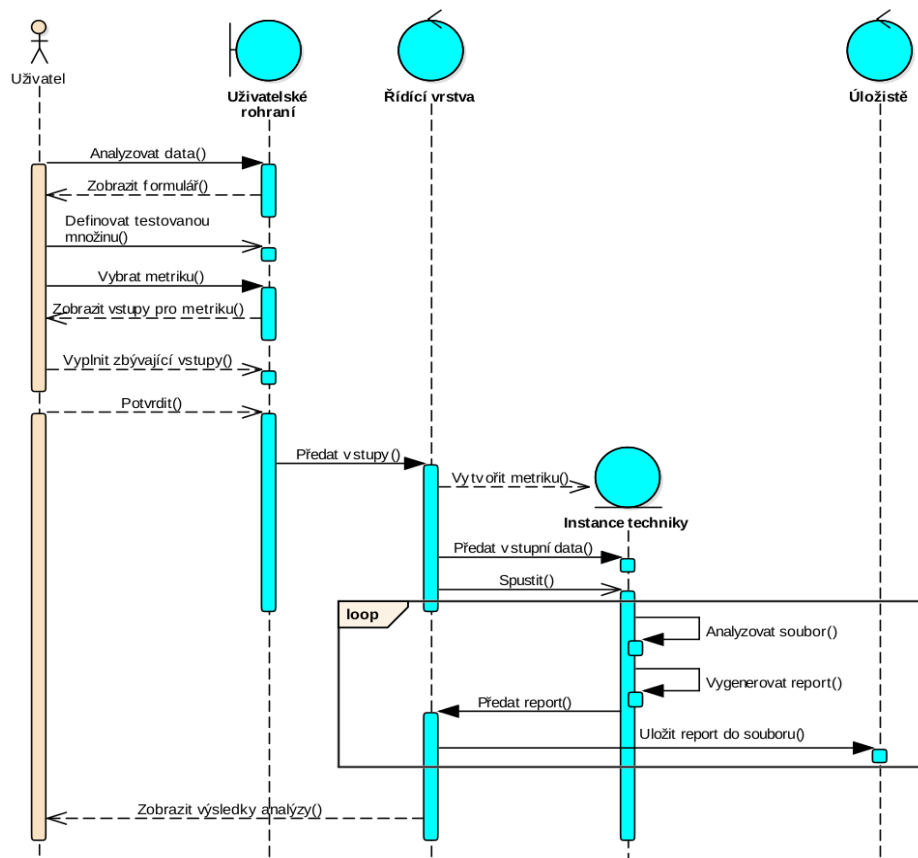 Uživatel
Uživatelské
rohraní
Řídící vrstva
Úložistě
Analyzovat data()
Zobrazit formulář()
Definovat testovanou
množinu()
Vybrat metriku()
Zobrazit vstupy pro metriku()
Vyplnit zbývající vstupy()
Potvrdit()
Předat vstupy()
Vytvořit metriku()
Instance techniky
Předat vstupní data()
Spustit()
loop
Analyzovat soubor()
Vygenerovat report()
Předat report()
Uložit report do souboru()
Zobrazit výsledky analýzy()